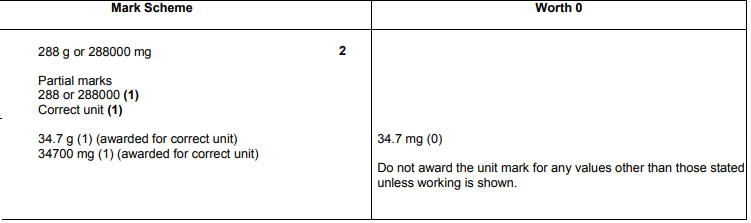 Mark Scheme Worth 0
288 g or 288000 mg 2
Partial marks
288 or 288000 (1)
Correct unit (1)
34.7 g (1) (awarded for correct unit)
34700 mg (1) (awarded for correct unit)
34.7 mg (0)
Do not award the unit mark for any values other than those stated
unless working is shown.